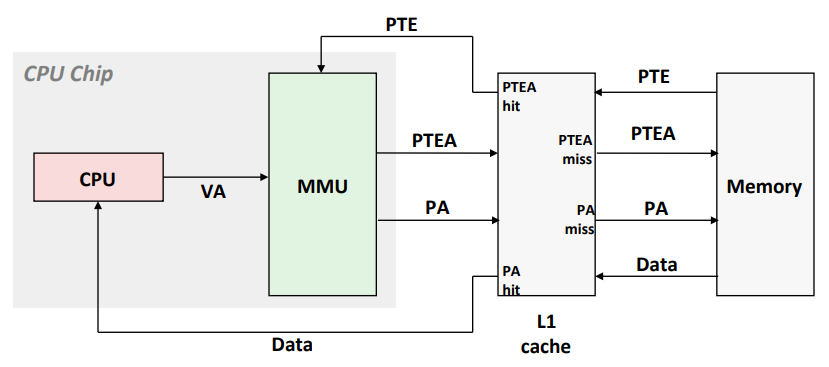 PTE
CPU Chip
PTEA
hit
PTE
PTEA
PTEA
miss
PTEA
CPU
VA
MMU
Memory
PA
PA
miss
PA
PA
hit
Data
Data
L1
cache